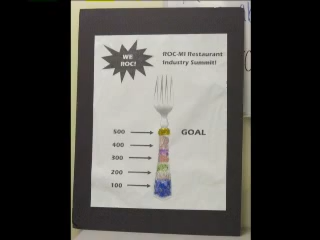 WE
ROC!
ROC-MI Restaurant
Industry Summit!
500 GOAL
400
300
200
100